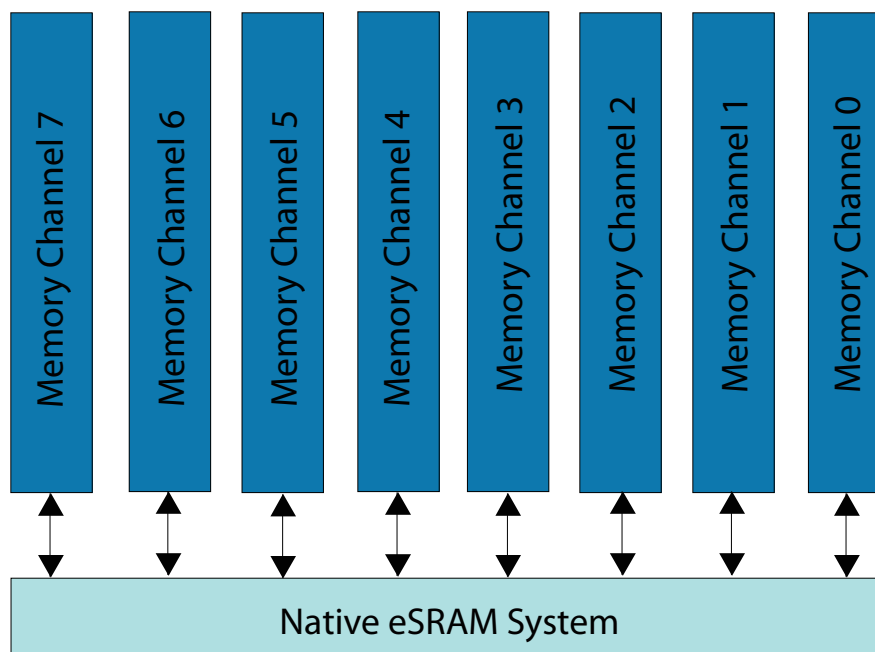 Memory Channel 7
Memory Channel 6
Memory Channel 5
Memory Channel 4
Memory Channel 3
Memory Channel 2
Memory Channel 1
Memory Channel 0
Native eSRAM System